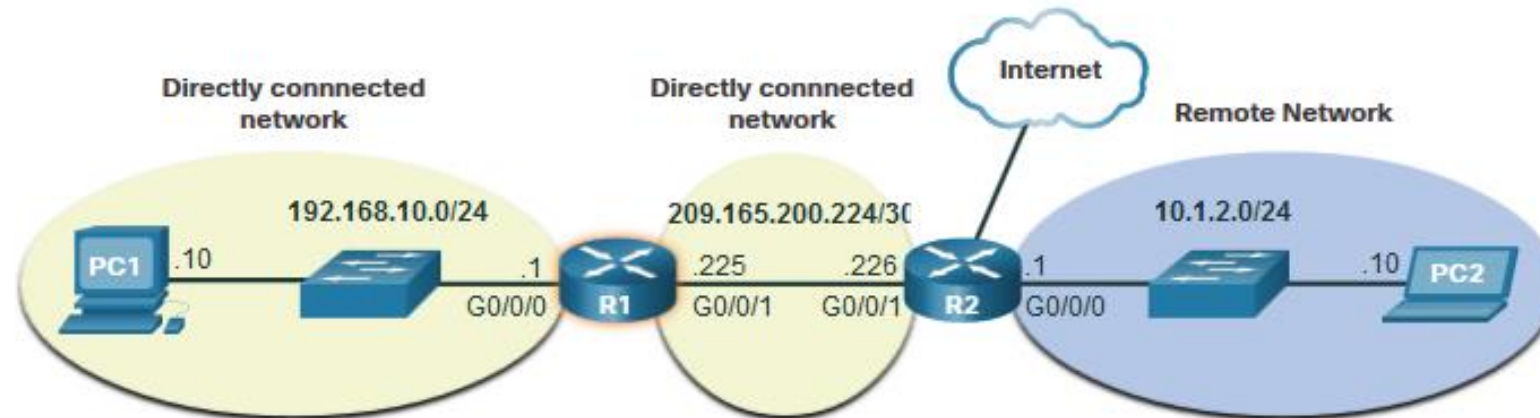 Internet
Directly connnected
network
Directly connnected
network
Remote Network
192.168.10.0/24
209.165.200.224/30
10.1.2.0/24
PC1
.10
.1
G0/0/0
R1
.225
G0/0/1
.226
G0/0/1
R2
.1
G0/0/0
.10
PC2